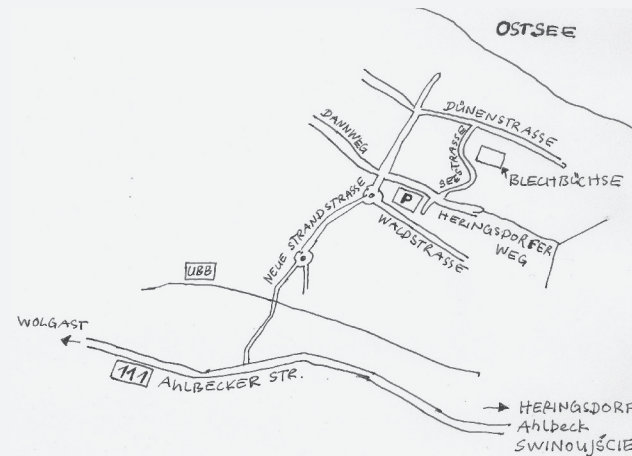 OSTSEE
DÜNENSTRASSE
DANNWEG
SEESTRASSE
BLECHBÜCHSE
P
HERINGSDORFER
WEG
WALDSTRASSE
NEUE STRANDSTRASSE
UBB
WOLGAST
111
AHLBECKER STR.
HERINGSDORF
Ahlbeck
SWINOUJŚCIE